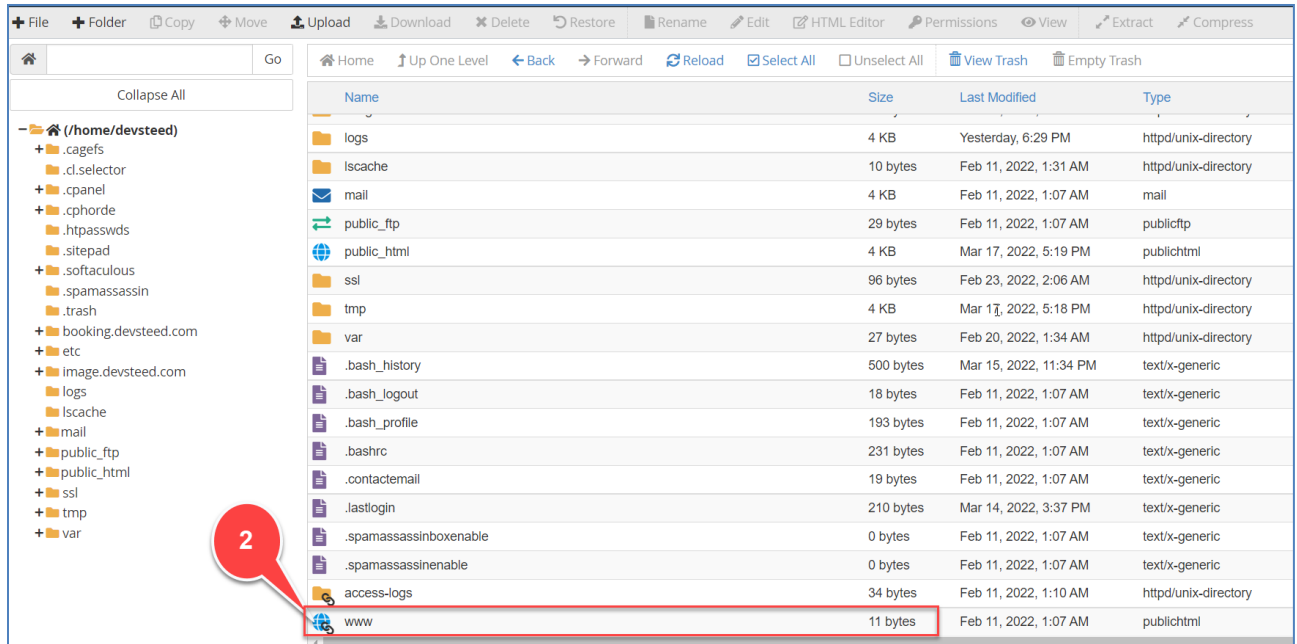 File Folder Copy Move Upload Download Delete Restore Rename Edit HTML Editor Permissions View Extract Compress
Go Home Up One Level Back Forward Reload Select All Unselect All View Trash Empty Trash
Collapse All
(/home/devsteed)
.cagefs
.cl.selector
.cpanel
.cphorde
.htpasswds
.sitepad
.softaculous
.spamassassin
.trash
booking.devsteed.com
etc
image.devsteed.com
logs
lscache
mail
public_ftp
public_html
ssl
tmp
var
2
Name Size Last Modified Type
logs 4 KB Yesterday, 6:29 PM httpd/unix-directory
lscache 10 bytes Feb 11, 2022, 1:31 AM httpd/unix-directory
mail 4 KB Feb 11, 2022, 1:07 AM mail
public_ftp 29 bytes Feb 11, 2022, 1:07 AM publicftp
public_html 4 KB Mar 17, 2022, 5:19 PM publichtml
ssl 96 bytes Feb 23, 2022, 2:06 AM httpd/unix-directory
tmp 4 KB Mar 17, 2022, 5:18 PM httpd/unix-directory
var 27 bytes Feb 20, 2022, 1:34 AM httpd/unix-directory
.bash_history 500 bytes Mar 15, 2022, 11:34 PM text/x-generic
.bash_logout 18 bytes Feb 11, 2022, 1:07 AM text/x-generic
.bash_profile 193 bytes Feb 11, 2022, 1:07 AM text/x-generic
.bashrc 231 bytes Feb 11, 2022, 1:07 AM text/x-generic
.contactemail 19 bytes Feb 11, 2022, 1:07 AM text/x-generic
.lastlogin 210 bytes Mar 14, 2022, 3:37 PM text/x-generic
.spamassassinboxenable 0 bytes Feb 11, 2022, 1:07 AM text/x-generic
.spamassassinenable 0 bytes Feb 11, 2022, 1:07 AM text/x-generic
access-logs 34 bytes Feb 11, 2022, 1:10 AM httpd/unix-directory
www 11 bytes Feb 11, 2022, 1:07 AM publichtml